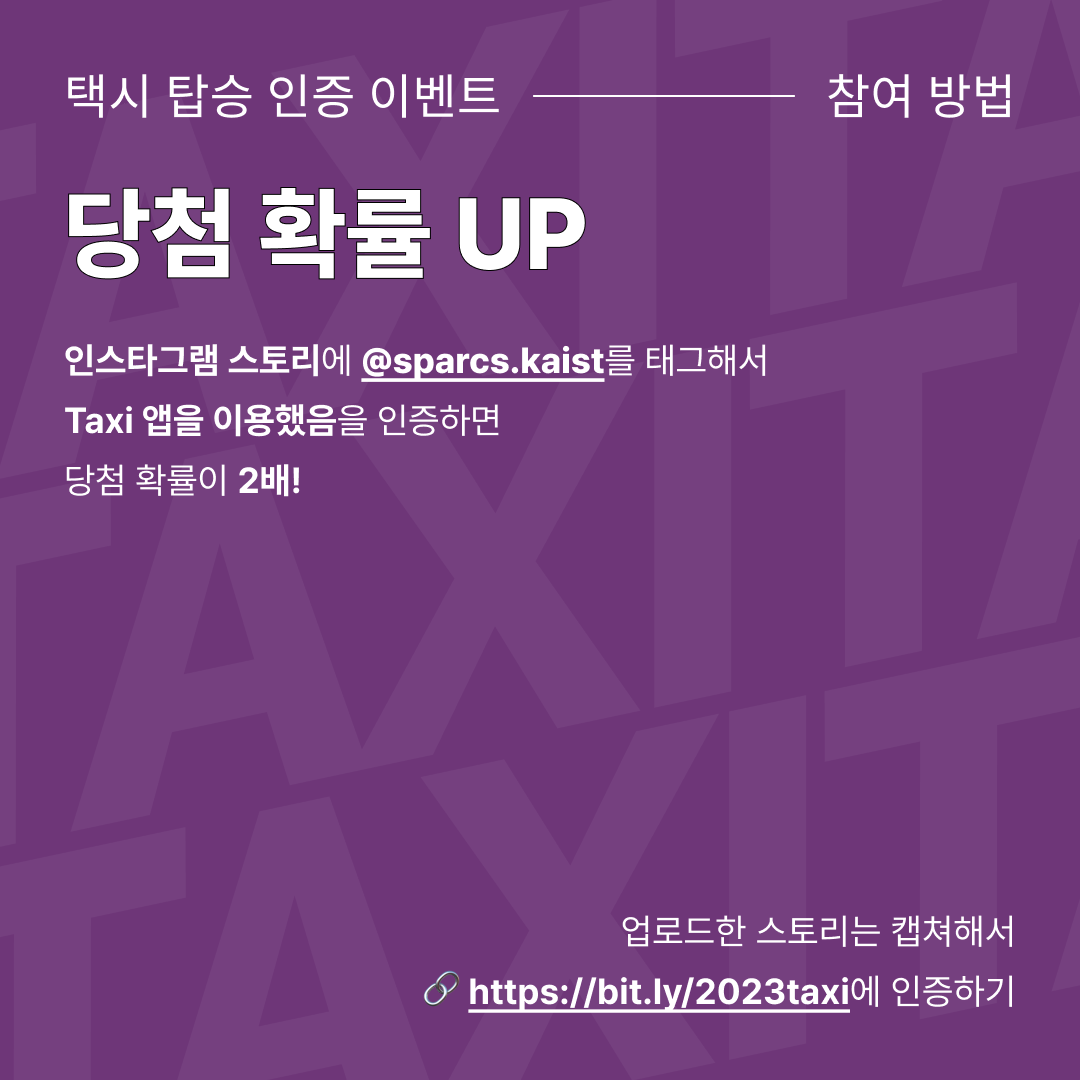 택시 탑승 인증 이벤트 참여 방법
당첨 확률 UP
인스타그램 스토리에 @sparcs.kaist를 태그해서
Taxi 앱을 이용했음을 인증하면
당첨 확률이 2배!
업로드한 스토리는 캡쳐해서
🔗 https://bit.ly/2023taxi에 인증하기
TAXITA
TAXITA
TAXIT